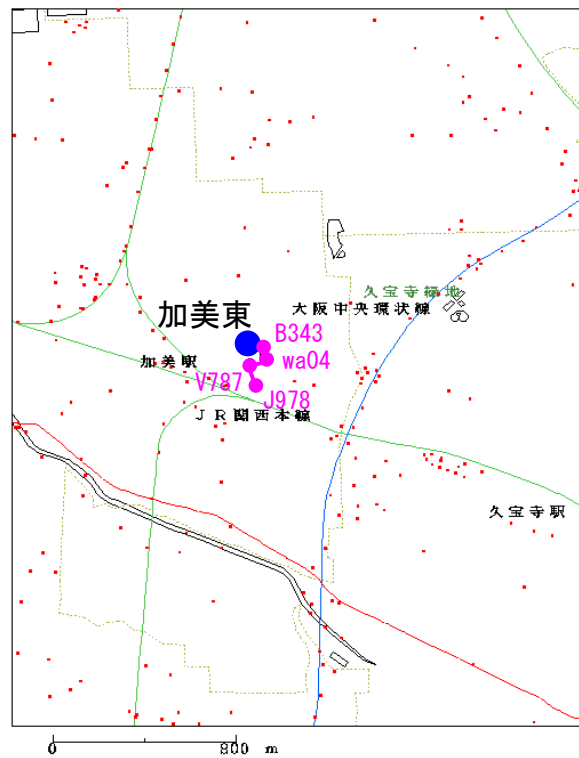 久宝寺緑地
大阪中央環状線
加美東
B343
wa04
加美駅
V787
J978
JR関西本線
久宝寺駅
0 800 m